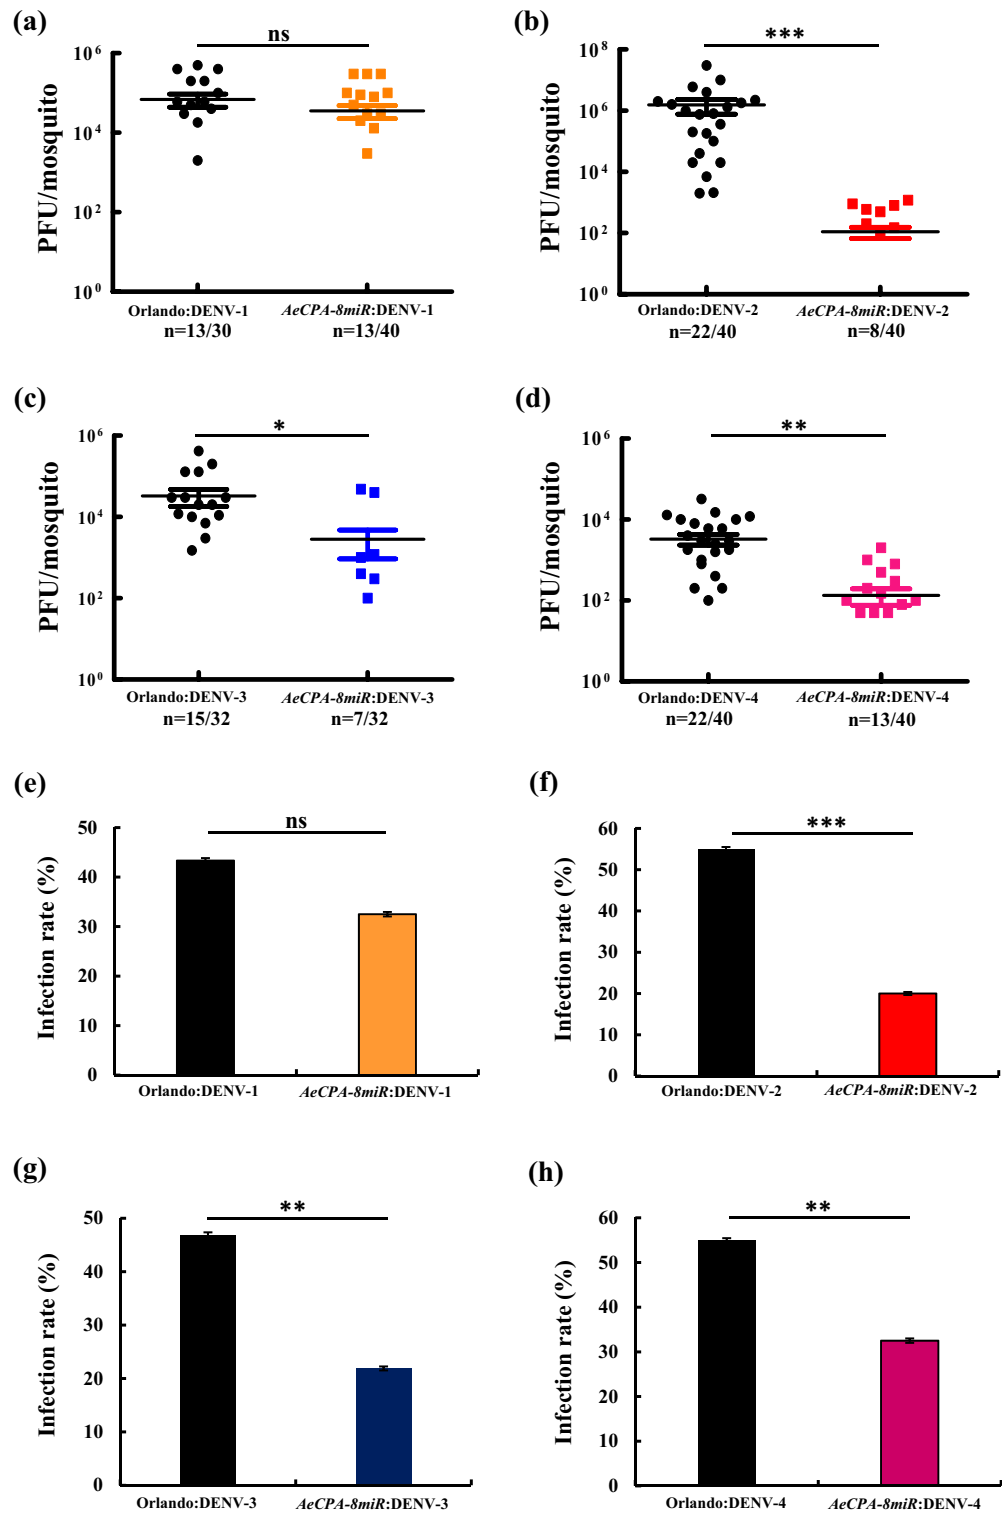 (a)
ns
PFU/mosquito
10⁶
10⁴
10²
10⁰
Orlando:DENV-1
AeCPA-8miR:DENV-1
n=13/30
n=13/40
(b)
***
PFU/mosquito
10⁸
10⁶
10⁴
10²
10⁰
Orlando:DENV-2
AeCPA-8miR:DENV-2
n=22/40
n=8/40
(c)
*
PFU/mosquito
10⁶
10⁴
10²
10⁰
Orlando:DENV-3
AeCPA-8miR:DENV-3
n=15/32
n=7/32
(d)
**
PFU/mosquito
10⁶
10⁴
10²
10⁰
Orlando:DENV-4
AeCPA-8miR:DENV-4
n=22/40
n=13/40
(e)
ns
Infection rate (%)
50
40
30
20
10
0
Orlando:DENV-1
AeCPA-8miR:DENV-1
(f)
***
Infection rate (%)
60
50
40
30
20
10
0
Orlando:DENV-2
AeCPA-8miR:DENV-2
(g)
**
Infection rate (%)
50
40
30
20
10
0
Orlando:DENV-3
AeCPA-8miR:DENV-3
(h)
**
Infection rate (%)
60
50
40
30
20
10
0
Orlando:DENV-4
AeCPA-8miR:DENV-4